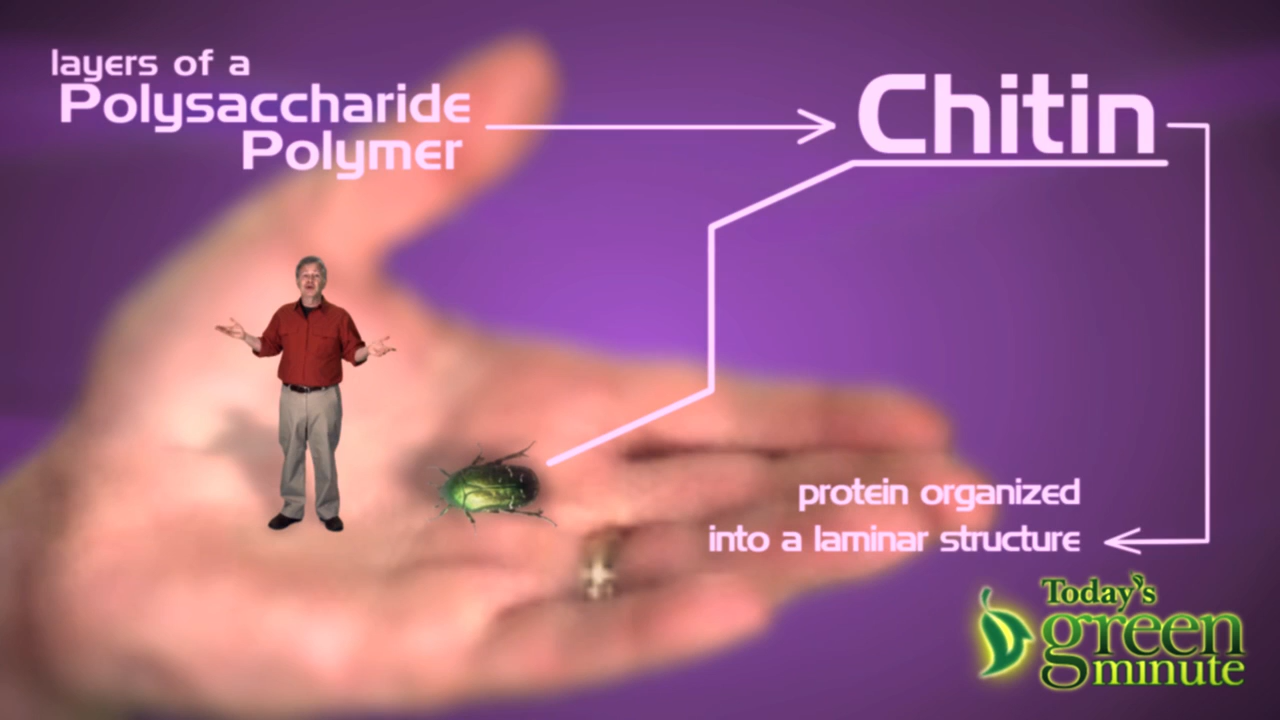 layers of a
Polysaccharide
Polymer
Chitin
protein organized
into a laminar structure
Today's
green
minute